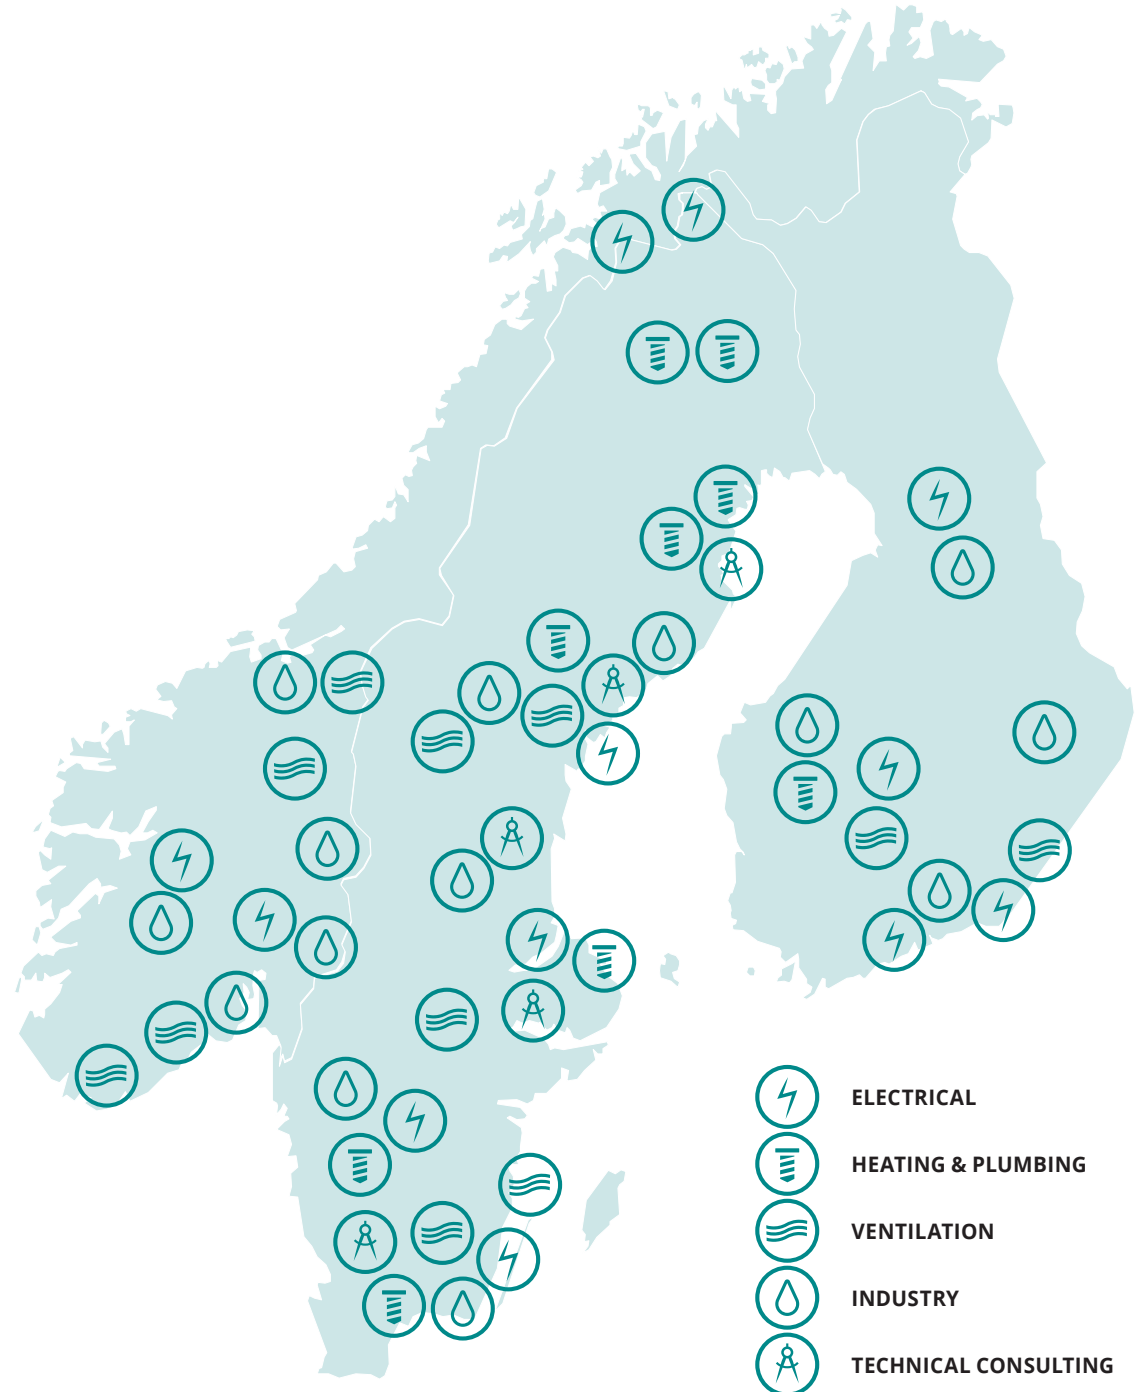 ELECTRICAL
HEATING & PLUMBING
VENTILATION
INDUSTRY
TECHNICAL CONSULTING